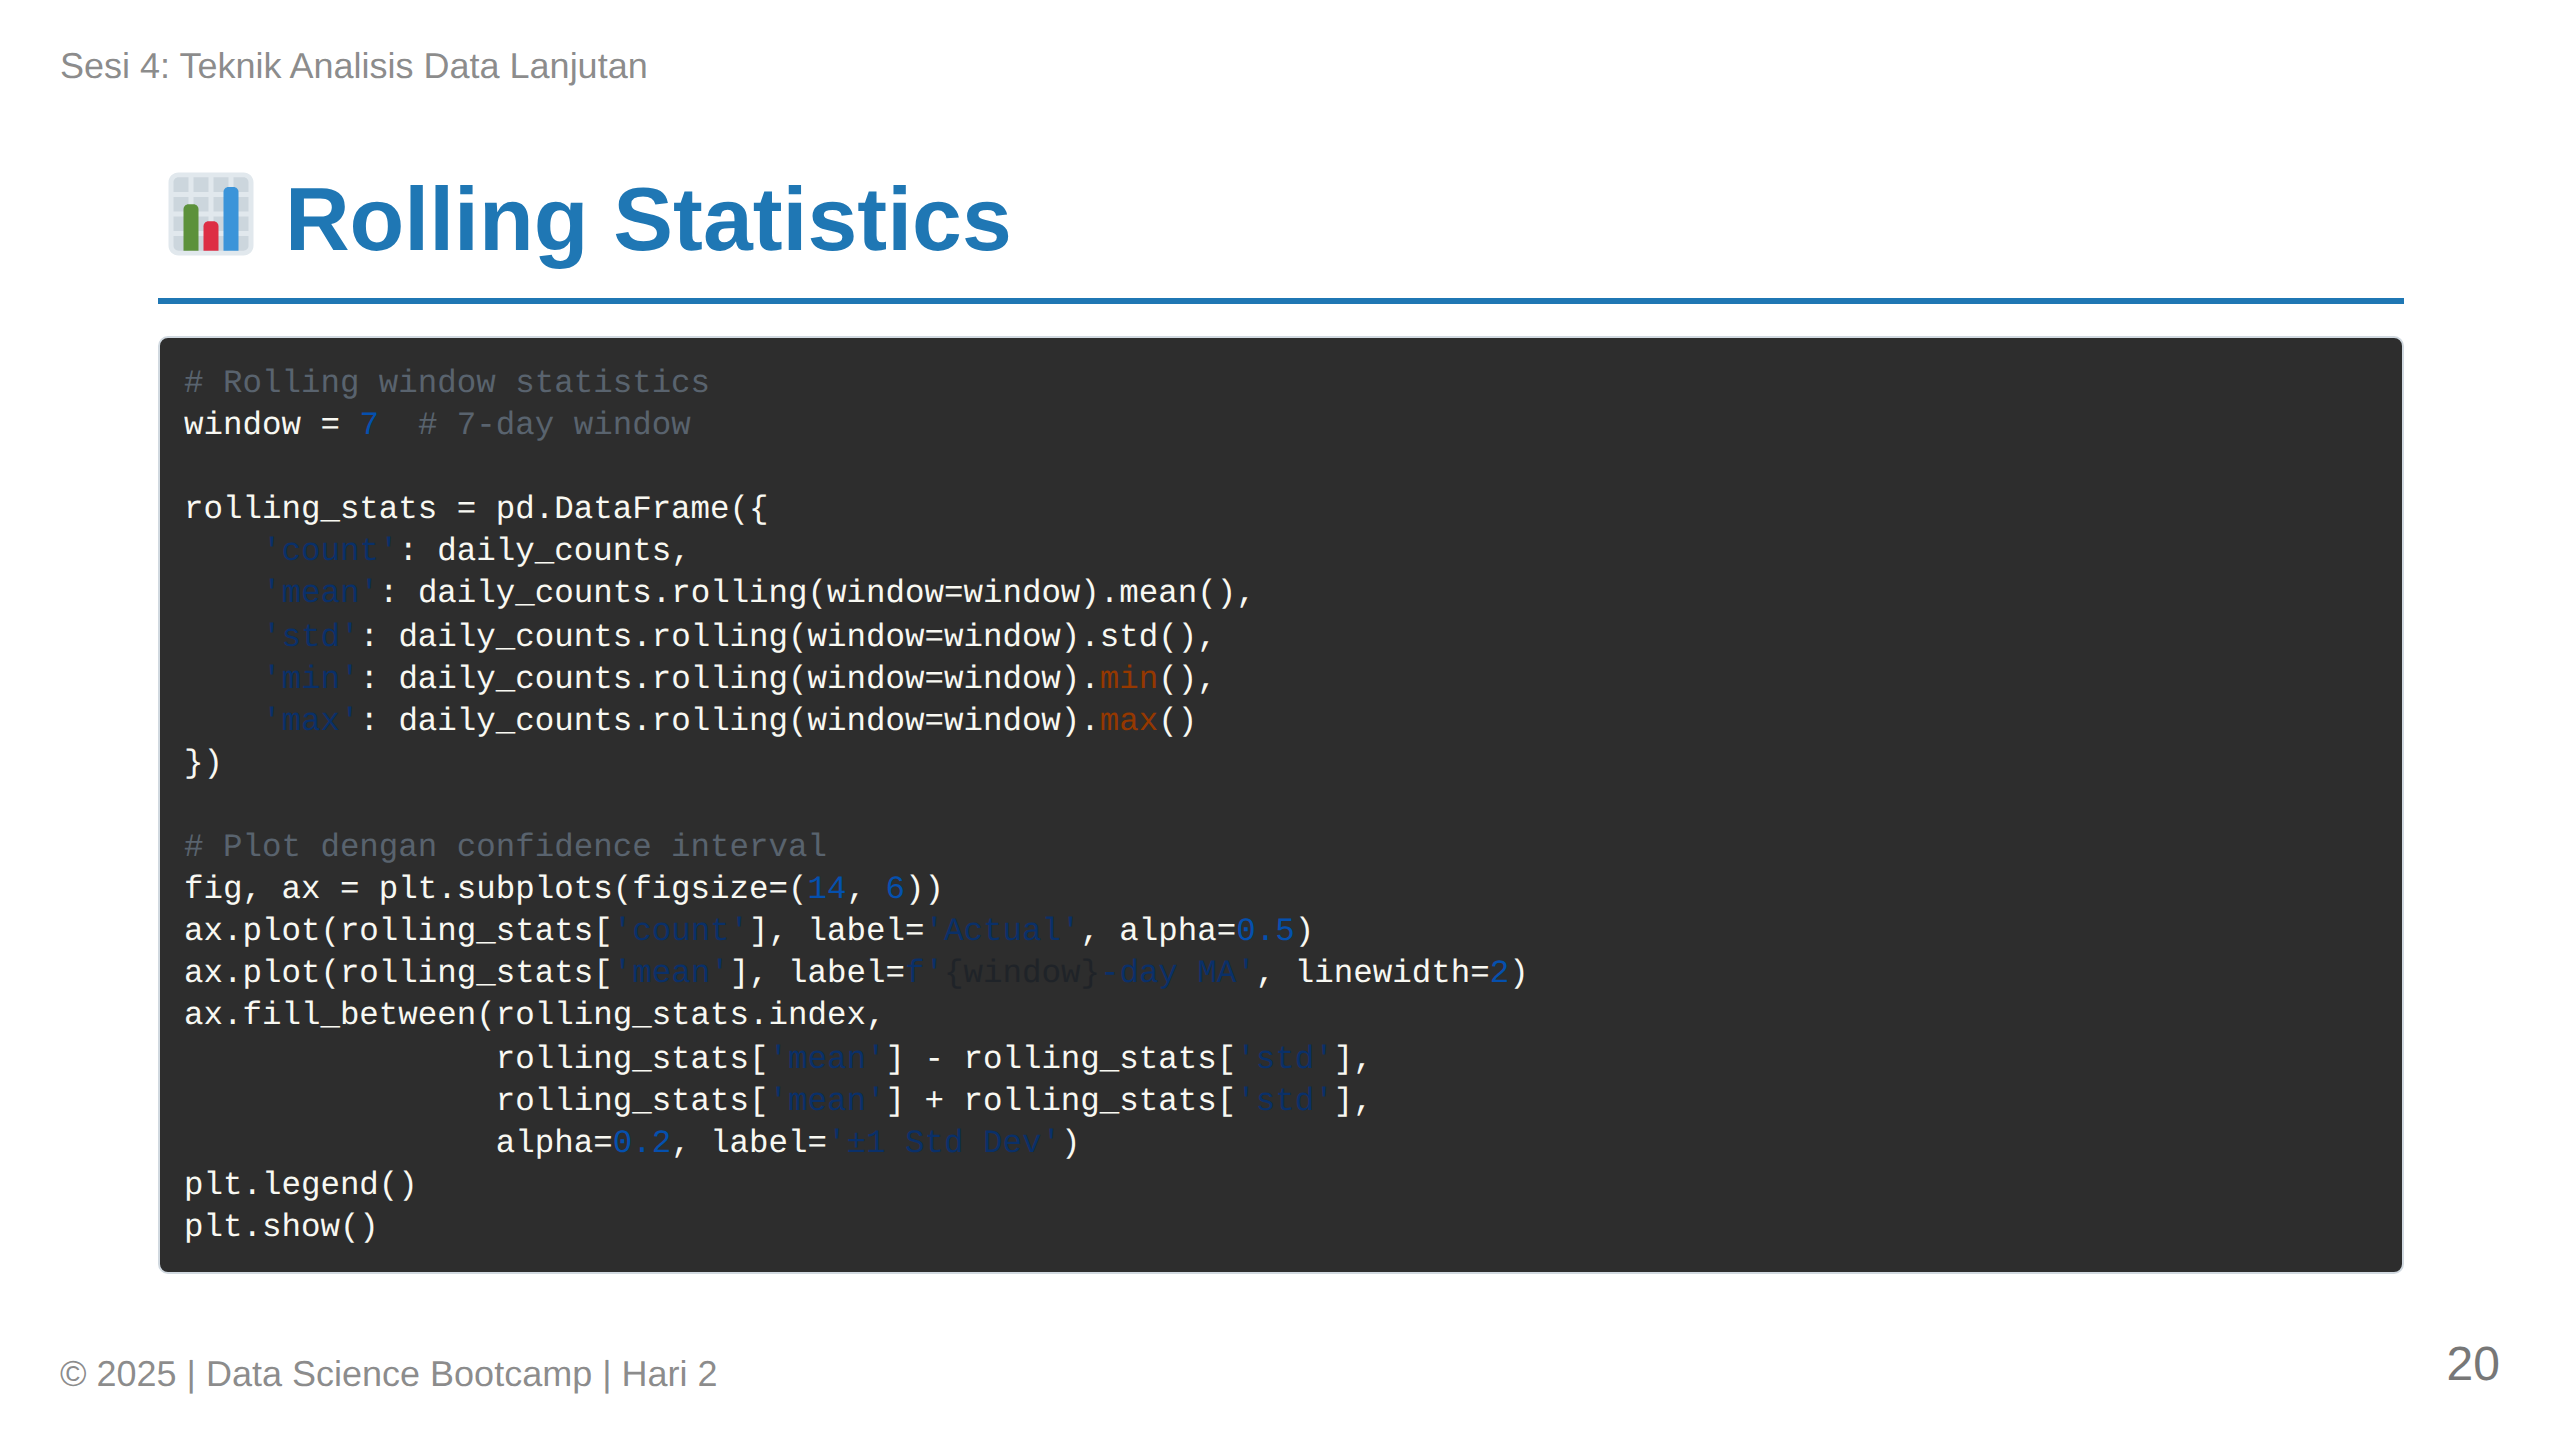 Sesi 4: Teknik Analisis Data Lanjutan
📊 Rolling Statistics
# Rolling window statistics
window = 7  # 7-day window

rolling_stats = pd.DataFrame({
    'count': daily_counts,
    'mean': daily_counts.rolling(window=window).mean(),
    'std': daily_counts.rolling(window=window).std(),
    'min': daily_counts.rolling(window=window).min(),
    'max': daily_counts.rolling(window=window).max()
})

# Plot dengan confidence interval
fig, ax = plt.subplots(figsize=(14, 6))
ax.plot(rolling_stats['count'], label='Actual', alpha=0.5)
ax.plot(rolling_stats['mean'], label=f'{window}-day MA', linewidth=2)
ax.fill_between(rolling_stats.index,
                rolling_stats['mean'] - rolling_stats['std'],
                rolling_stats['mean'] + rolling_stats['std'],
                alpha=0.2, label='±1 Std Dev')
plt.legend()
plt.show()
© 2025 | Data Science Bootcamp | Hari 2
20